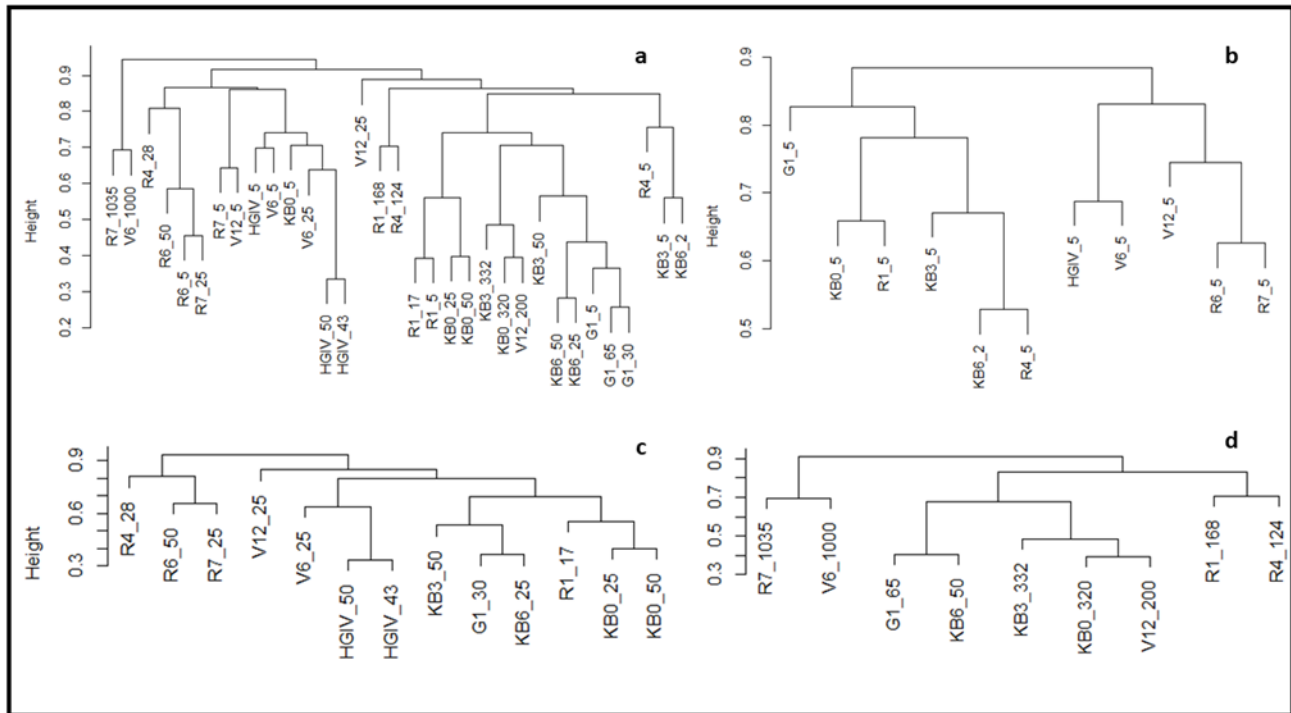 a
Height
0.9
0.8
0.7
0.6
0.5
0.4
0.3
0.2
R7_1035
V6_1000
R4_28
R6_50
R6_5
R7_25
R7_5
V12_5
HGIV_5
V6_5
KB0_5
V6_25
HGIV_50
HGIV_43
V12_25
R1_168
R4_124
R1_17
R1_5
KB0_25
KB0_50
KB3_332
KB0_320
V12_200
KB3_50
KB6_50
KB6_25
G1_5
G1_65
G1_30
R4_5
KB3_5
KB6_2
b
Height
0.9
0.8
0.7
0.6
0.5
G1_5
KB0_5
R1_5
KB3_5
KB6_2
R4_5
HGIV_5
V6_5
V12_5
R6_5
R7_5
c
Height
0.9
0.6
0.3
R4_28
R6_50
R7_25
V12_25
V6_25
HGIV_50
HGIV_43
KB3_50
G1_30
KB6_25
R1_17
KB0_25
KB0_50
d
Height
0.9
0.7
0.5
0.3
R7_1035
V6_1000
G1_65
KB6_50
KB3_332
KB0_320
V12_200
R1_168
R4_124